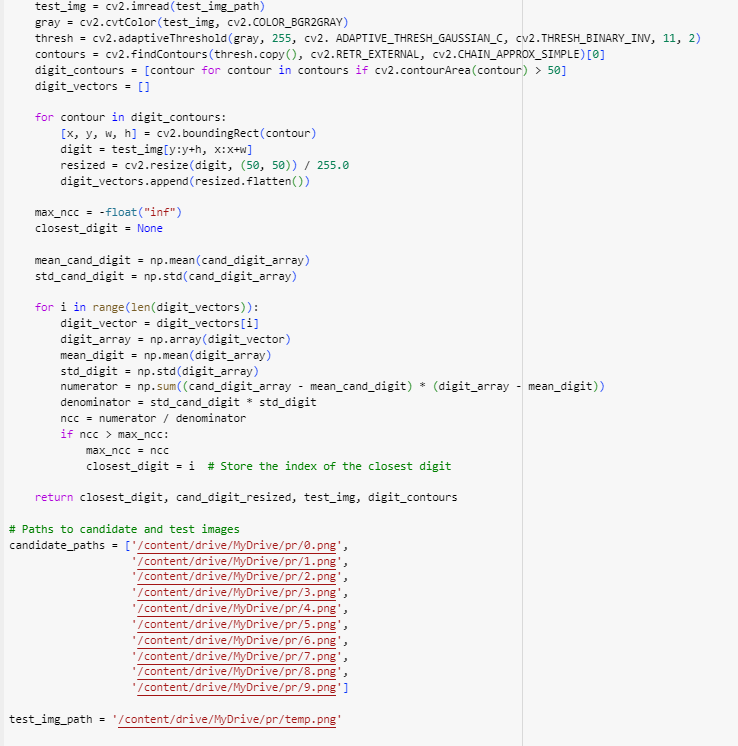 test_img = cv2.imread(test_img_path)
gray = cv2.cvtColor(test_img, cv2.COLOR_BGR2GRAY)
thresh = cv2.adaptiveThreshold(gray, 255, cv2. ADAPTIVE_THRESH_GAUSSIAN_C, cv2.THRESH_BINARY_INV, 11, 2)
contours = cv2.findContours(thresh.copy(), cv2.RETR_EXTERNAL, cv2.CHAIN_APPROX_SIMPLE)[0]
digit_contours = [contour for contour in contours if cv2.contourArea(contour) > 50]
digit_vectors = []
for contour in digit_contours:
[x, y, w, h] = cv2.boundingRect(contour)
digit = test_img[y:y+h, x:x+w]
resized = cv2.resize(digit, (50, 50)) / 255.0
digit_vectors.append(resized.flatten())
max_ncc = -float("inf")
closest_digit = None
mean_cand_digit = np.mean(cand_digit_array)
std_cand_digit = np.std(cand_digit_array)
for i in range(len(digit_vectors)):
digit_vector = digit_vectors[i]
digit_array = np.array(digit_vector)
mean_digit = np.mean(digit_array)
std_digit = np.std(digit_array)
numerator = np.sum((cand_digit_array - mean_cand_digit) * (digit_array - mean_digit))
denominator = std_cand_digit * std_digit
ncc = numerator / denominator
if ncc > max_ncc:
max_ncc = ncc
closest_digit = i  # Store the index of the closest digit
return closest_digit, cand_digit_resized, test_img, digit_contours
# Paths to candidate and test images
candidate_paths = ['/content/drive/MyDrive/pr/0.png',
'/content/drive/MyDrive/pr/1.png',
'/content/drive/MyDrive/pr/2.png',
'/content/drive/MyDrive/pr/3.png',
'/content/drive/MyDrive/pr/4.png',
'/content/drive/MyDrive/pr/5.png',
'/content/drive/MyDrive/pr/6.png',
'/content/drive/MyDrive/pr/7.png',
'/content/drive/MyDrive/pr/8.png',
'/content/drive/MyDrive/pr/9.png']
test_img_path = '/content/drive/MyDrive/pr/temp.png'